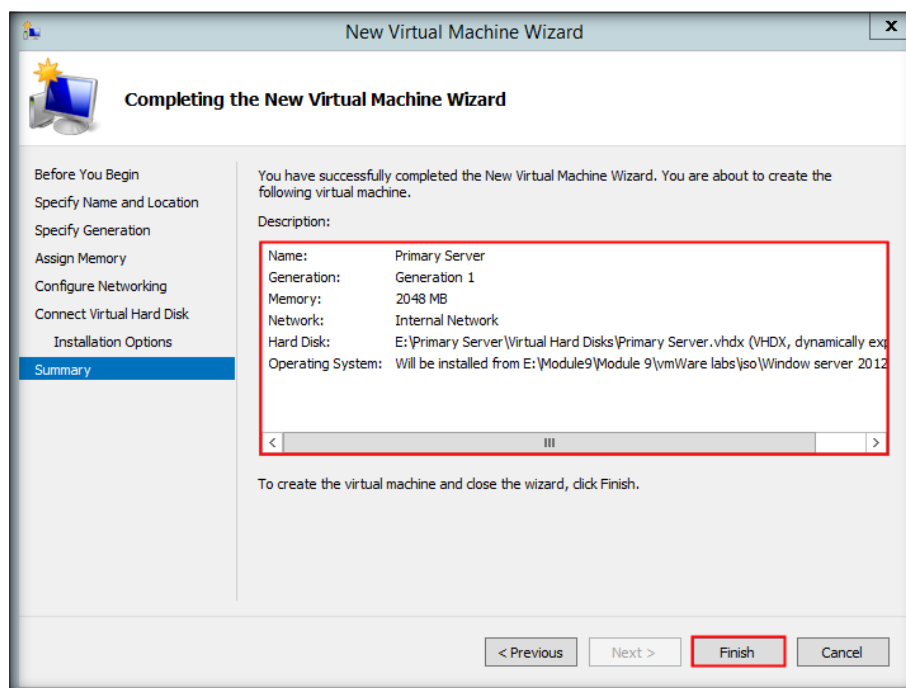 New Virtual Machine Wizard
x
Completing the New Virtual Machine Wizard
Before You Begin
Specify Name and Location
Specify Generation
Assign Memory
Configure Networking
Connect Virtual Hard Disk
Installation Options
Summary
You have successfully completed the New Virtual Machine Wizard. You are about to create the
following virtual machine.
Description:
Name: Primary Server
Generation: Generation 1
Memory: 2048 MB
Network: Internal Network
Hard Disk: E:\Primary Server\Virtual Hard Disks\Primary Server.vhdx (VHDX, dynamically exp
Operating System: Will be installed from E:\Module9\Module 9\vmWare labs\iso\Window server 2012
To create the virtual machine and close the wizard, click Finish.
< Previous
Next >
Finish
Cancel